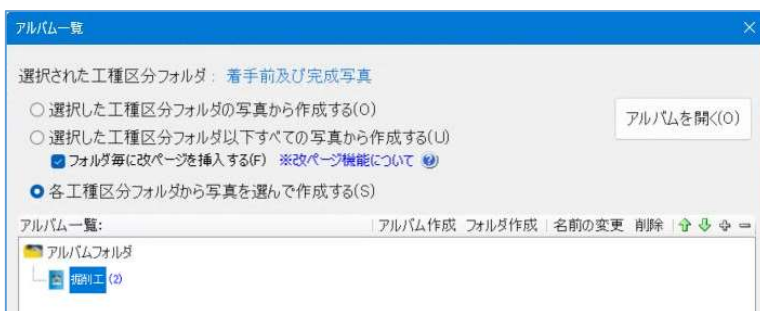 アルバム一覧
選択された工種区分フォルダ： 着手前及び完成写真
選択した工種区分フォルダの写真から作成する(O)
アルバムを開く(O)
選択した工種区分フォルダ以下すべての写真から作成する(U)
フォルダ毎に改ページを挿入する(F) ※改ページ機能について
各工種区分フォルダから写真を選んで作成する(S)
アルバム一覧: アルバム作成 フォルダ作成 名前の変更 削除
アルバムフォルダ
掘削工 (2)